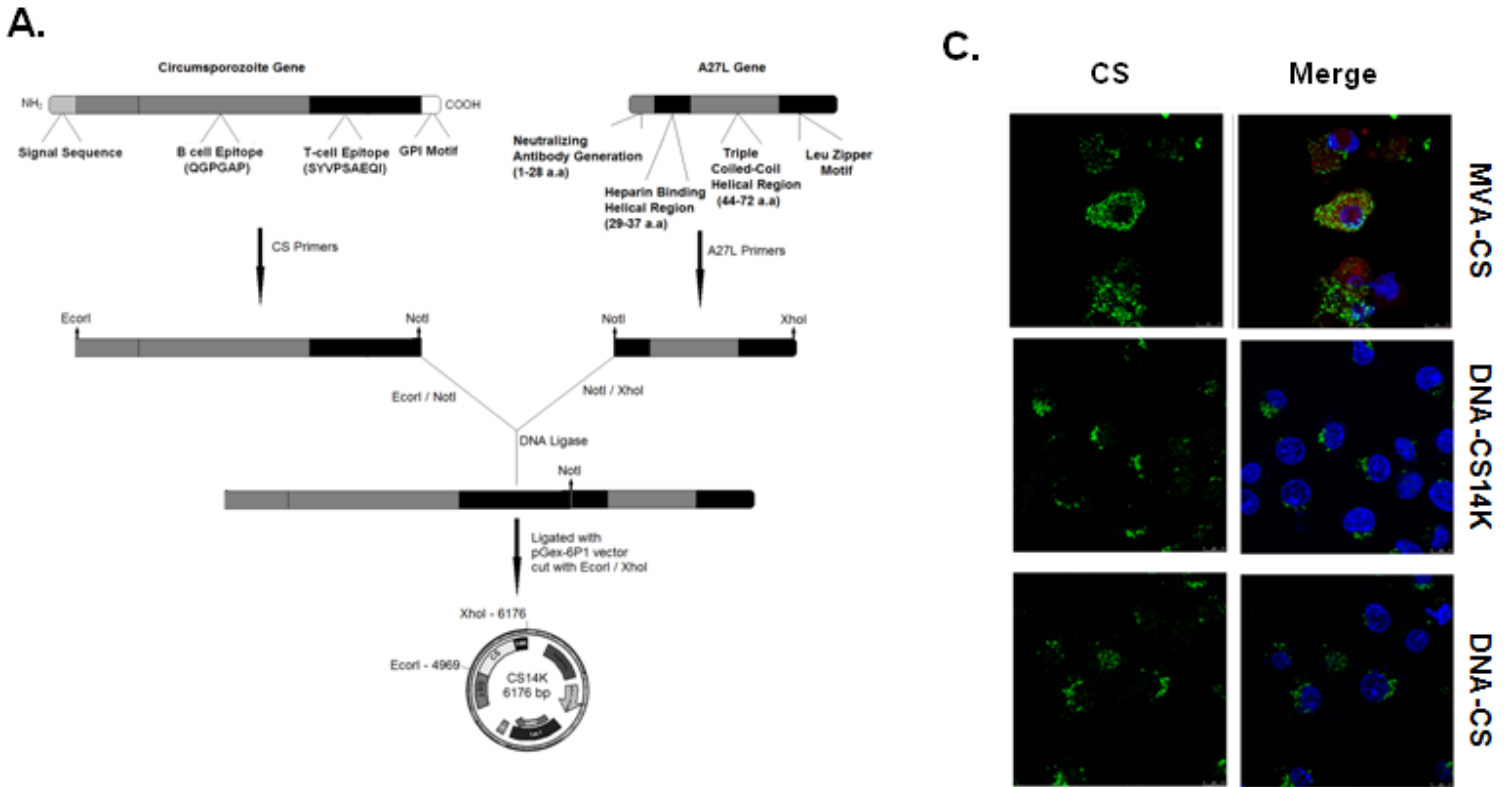 A.
Circumsporozoite Gene
NH2
COOH
Signal Sequence
B cell Epitope
(QGPGAP)
T-cell Epitope
(SYVPSAEQI)
GPI Motif
A27L Gene
Neutralizing
Antibody Generation
(1-28 a.a)
Heparin Binding
Helical Region
(29-37 a.a)
Triple
Coiled-Coil
Helical Region
(44-72 a.a)
Leu Zipper
Motif
CS Primers
A27L Primers
EcorI
NotI
NotI
XhoI
EcorI / NotI
NotI / XhoI
DNA Ligase
NotI
Ligated with
pGex-6P1 vector
cut with EcorI / XhoI
XhoI - 6176
EcorI - 4969
CS
CS14K
6176 bp
C.
CS
Merge
MVA-CS
DNA-CS14K
DNA-CS